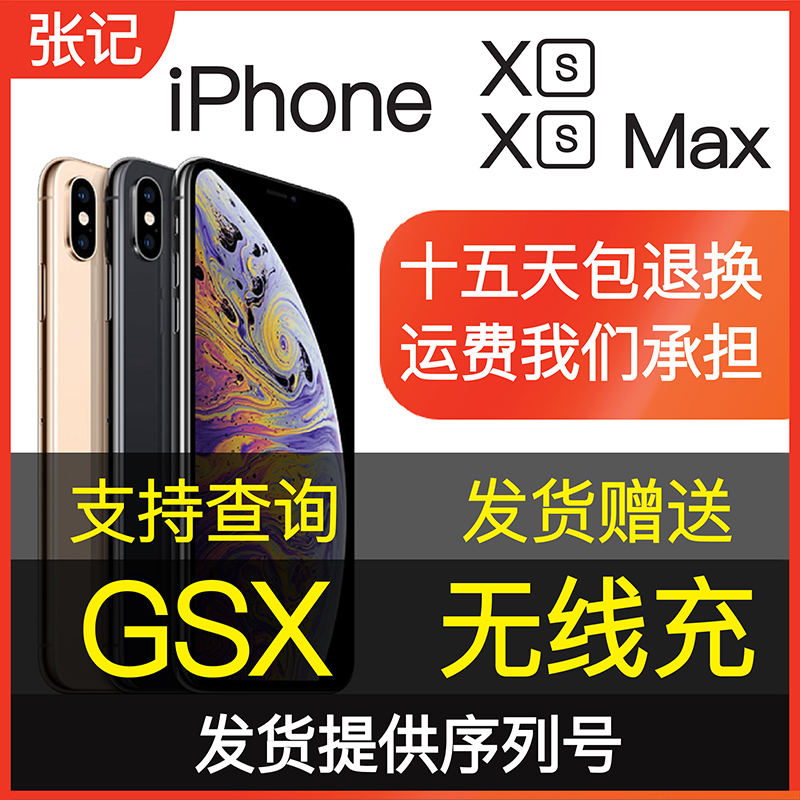 张记
iPhone XS
XS Max
十五天包退换
运费我们承担
支持查询
GSX
发货赠送
无线充
发货提供序列号